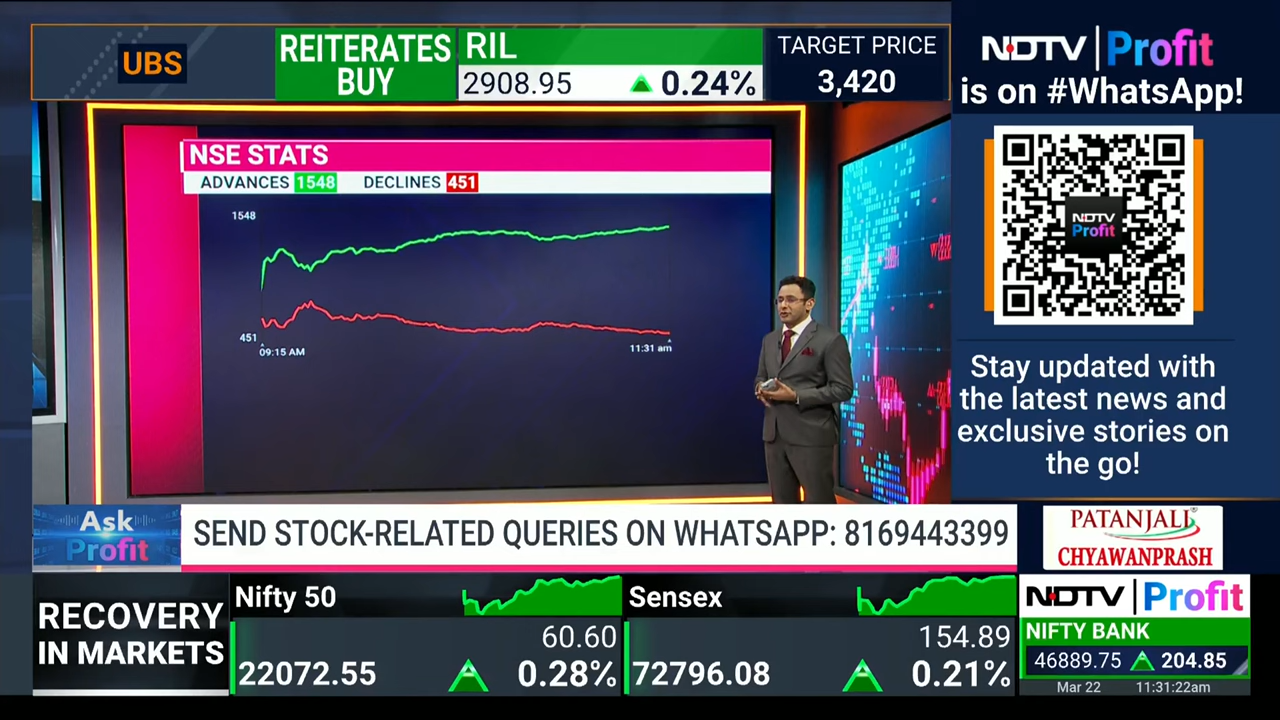 UBS
REITERATES
BUY
RIL
2908.95
0.24%
TARGET PRICE
3,420
NDTV Profit
is on #WhatsApp!
NDTV
Profit
Stay updated with
the latest news and
exclusive stories on
the go!
NSE STATS
ADVANCES 1548 DECLINES 451
1548
451
09:15 AM
11:31 am
Ask
Profit
SEND STOCK-RELATED QUERIES ON WHATSAPP: 8169443399
PATANJALI
CHYAWANPRASH
RECOVERY
IN MARKETS
Nifty 50
60.60
22072.55
0.28%
Sensex
154.89
72796.08
0.21%
NDTV Profit
NIFTY BANK
46889.75 204.85
Mar 22 11:31:22am